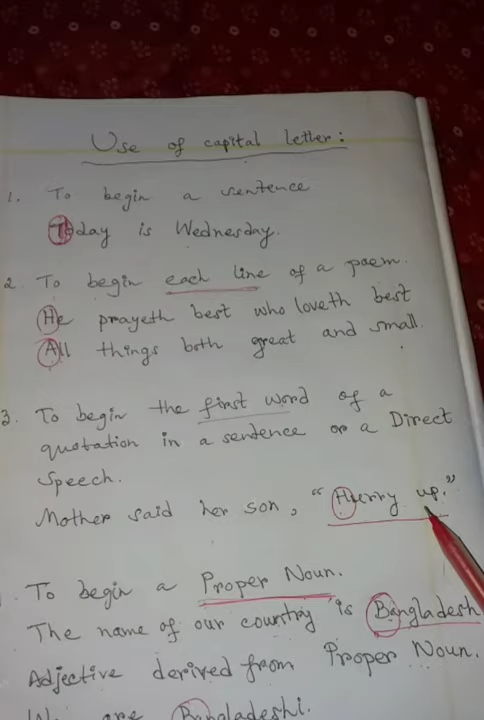 Use of capital letter:
1. To begin a sentence
Today is Wednesday.
2. To begin each line of a poem.
He prayeth best who loveth best
All things both great and small.
3. To begin the first word of a
quotation in a sentence or a Direct
Speech.
Mother said her son, "Hurry up."
To begin a Proper Noun.
The name of our country is Bangladesh
Adjective derived from Proper Noun.
We are Bangladeshi.